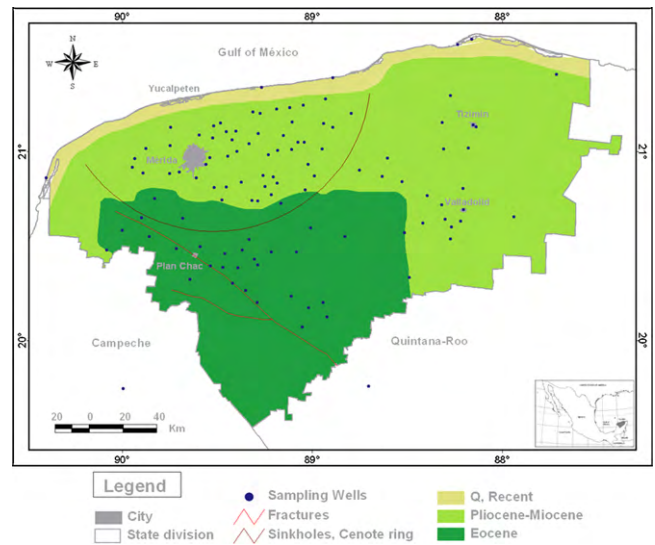 90° 89° 88°
N
W E
S
Gulf of México
Yucalpeten
Tizimin
21° 21°
Mérida
Valladolid
Plan Chac
20° 20°
Campeche
Quintana-Roo
20 0 20 40
Km
90° 89° 88°
Legend
City
State division
Sampling Wells
Fractures
Sinkholes, Cenote ring
Q, Recent
Pliocene-Miocene
Eocene